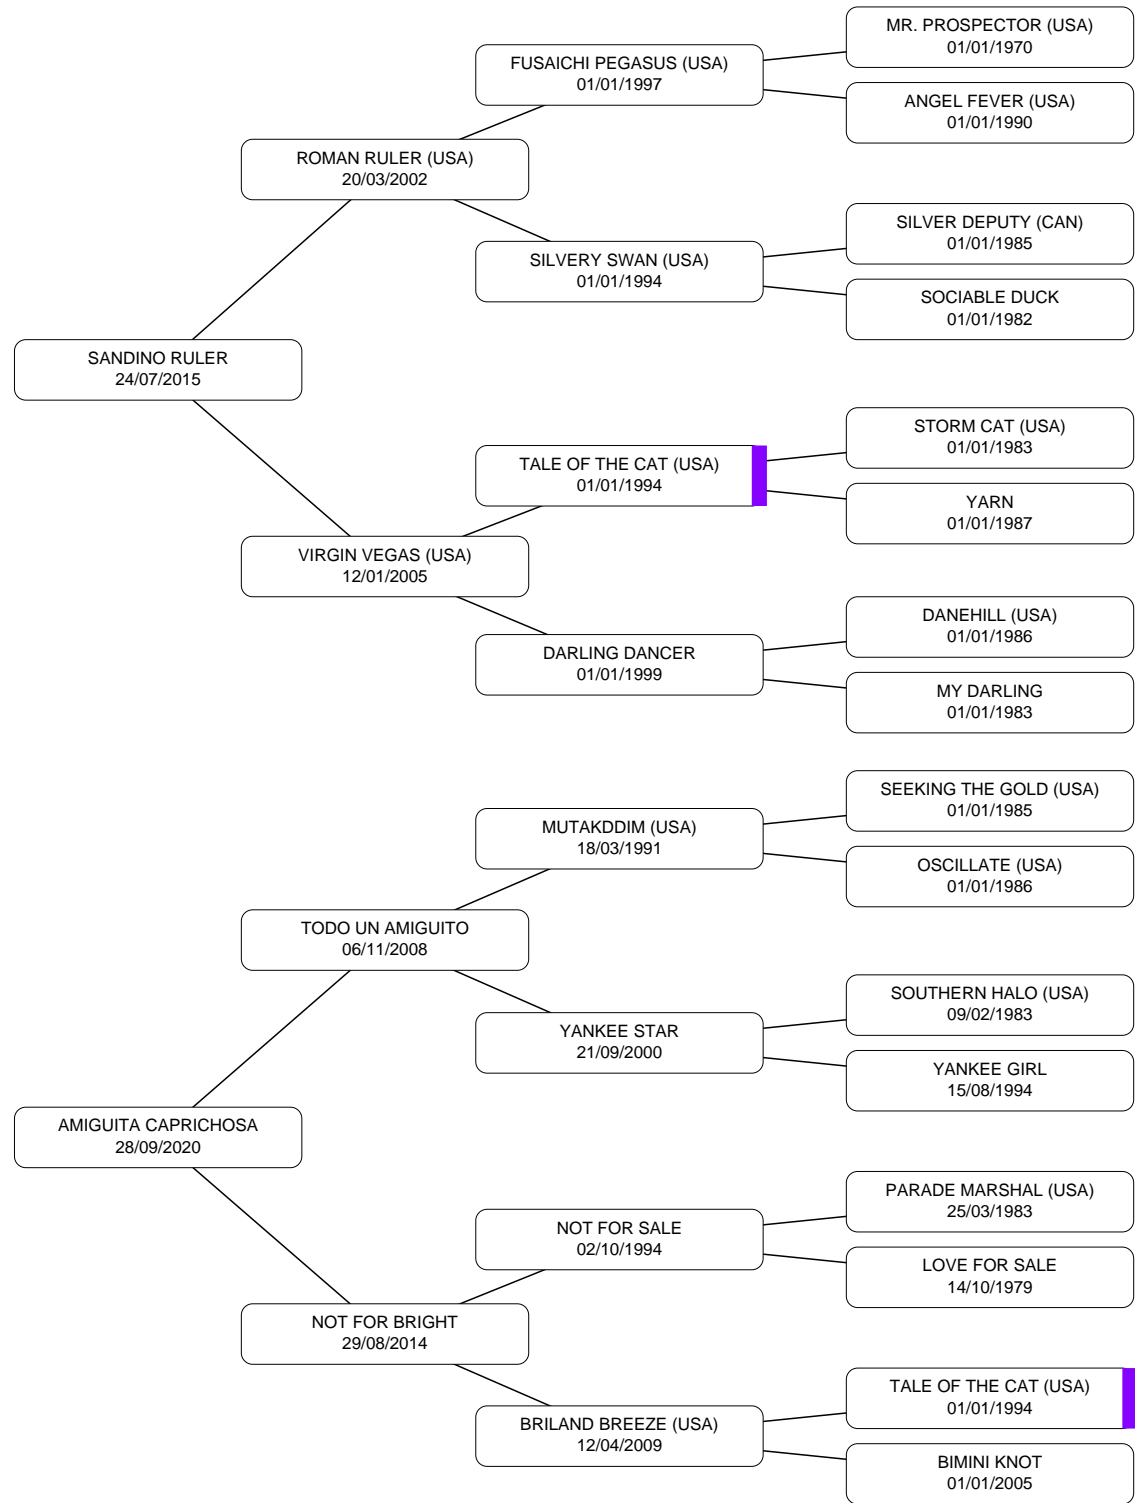 MR. PROSPECTOR (USA)
01/01/1970
FUSAICHI PEGASUS (USA)
01/01/1997
ANGEL FEVER (USA)
01/01/1990
ROMAN RULER (USA)
20/03/2002
SILVER DEPUTY (CAN)
01/01/1985
SILVERY SWAN (USA)
01/01/1994
SOCIABLE DUCK
01/01/1982
SANDINO RULER
24/07/2015
STORM CAT (USA)
01/01/1983
TALE OF THE CAT (USA)
01/01/1994
YARN
01/01/1987
VIRGIN VEGAS (USA)
12/01/2005
DANEHILL (USA)
01/01/1986
DARLING DANCER
01/01/1999
MY DARLING
01/01/1983
SEEKING THE GOLD (USA)
01/01/1985
MUTAKDDIM (USA)
18/03/1991
OSCILLATE (USA)
01/01/1986
TODO UN AMIGUITO
06/11/2008
SOUTHERN HALO (USA)
09/02/1983
YANKEE STAR
21/09/2000
YANKEE GIRL
15/08/1994
AMIGUITA CAPRICHOSA
28/09/2020
PARADE MARSHAL (USA)
25/03/1983
NOT FOR SALE
02/10/1994
LOVE FOR SALE
14/10/1979
NOT FOR BRIGHT
29/08/2014
TALE OF THE CAT (USA)
01/01/1994
BRILAND BREEZE (USA)
12/04/2009
BIMINI KNOT
01/01/2005